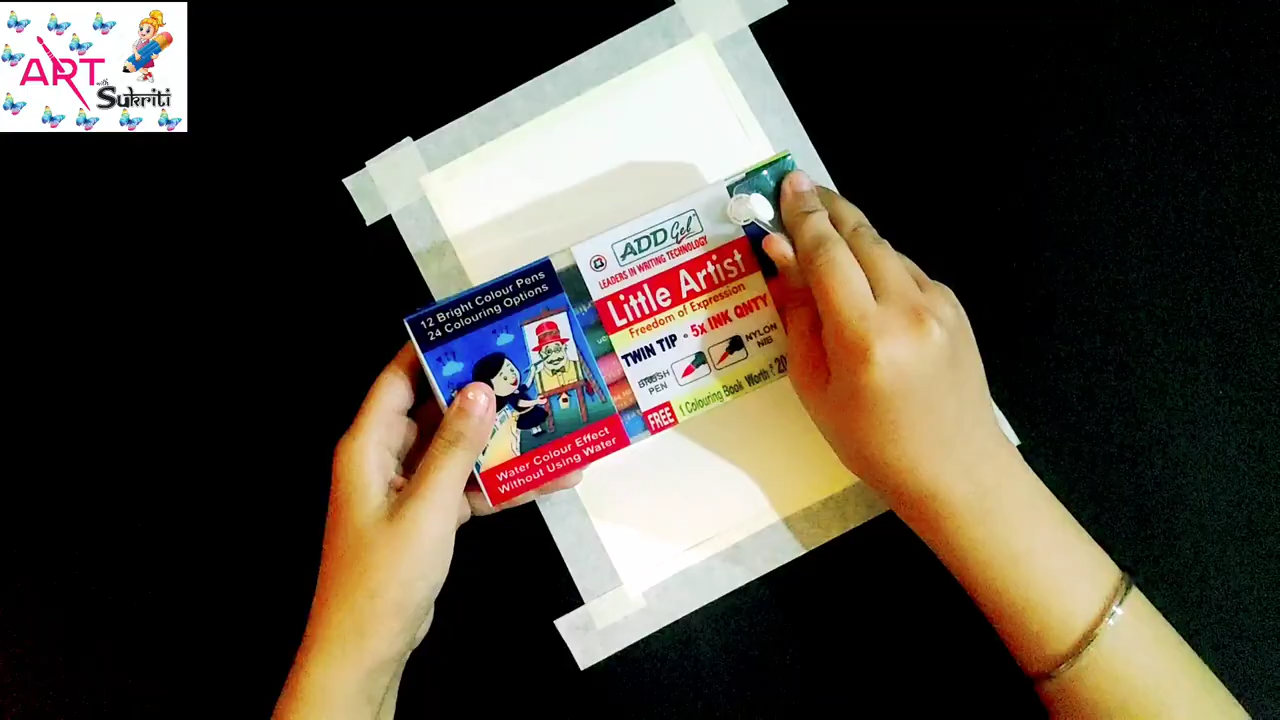 ART
with
Sukriti
12 Bright Colour Pens
24 Colouring Options
Water Colour Effect
Without Using Water
ADD Gel
LEADERS IN WRITING TECHNOLOGY
Little Artist
Freedom of Expression
TWIN TIP - 5x INK QNTY
BRUSH
PEN
NYLON
NIB
FREE 1 Colouring Book Worth ₹